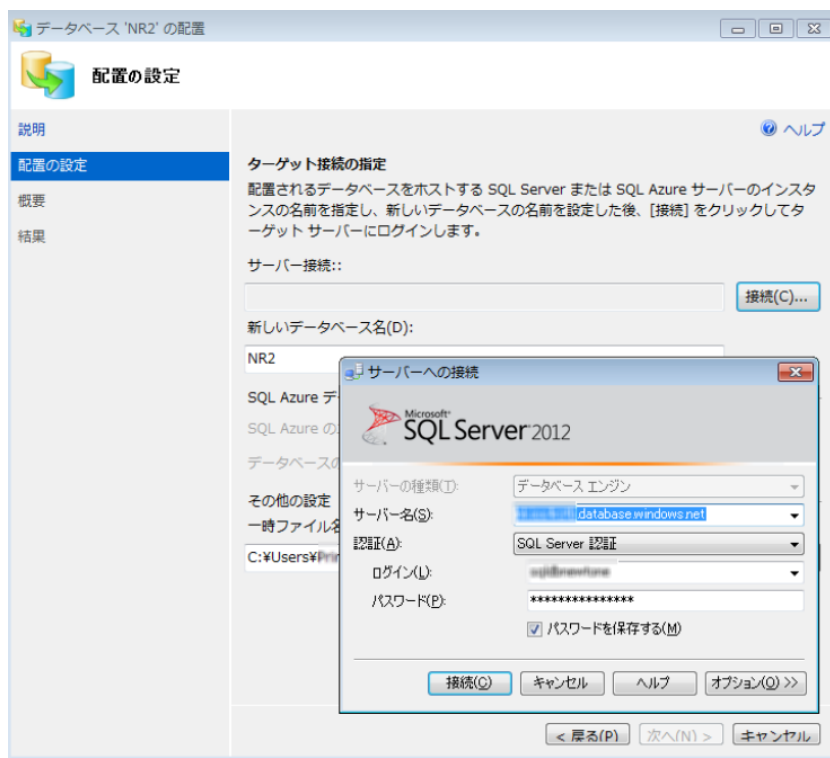 データベース 'NR2' の配置
配置の設定
説明
配置の設定
概要
結果
ヘルプ
ターゲット接続の指定
配置されるデータベースをホストする SQL Server または SQL Azure サーバーのインスタ
ンスの名前を指定し、新しいデータベースの名前を設定した後、[接続] をクリックしてタ
ーゲット サーバーにログインします。
サーバー接続::
接続(C)...
新しいデータベース名(D):
NR2
SQL Azure デ
SQL Azure の
データベースの
その他の設定
一時ファイル名
C:¥Users¥
サーバーへの接続
Microsoft
SQL Server 2012
サーバーの種類(T): データベース エンジン
サーバー名(S): .database.windows.net
認証(A): SQL Server 認証
ログイン(L):
パスワード(P): ***************
パスワードを保存する(M)
接続(C) キャンセル ヘルプ オプション(O) >>
< 戻る(P) 次へ(N) > キャンセル